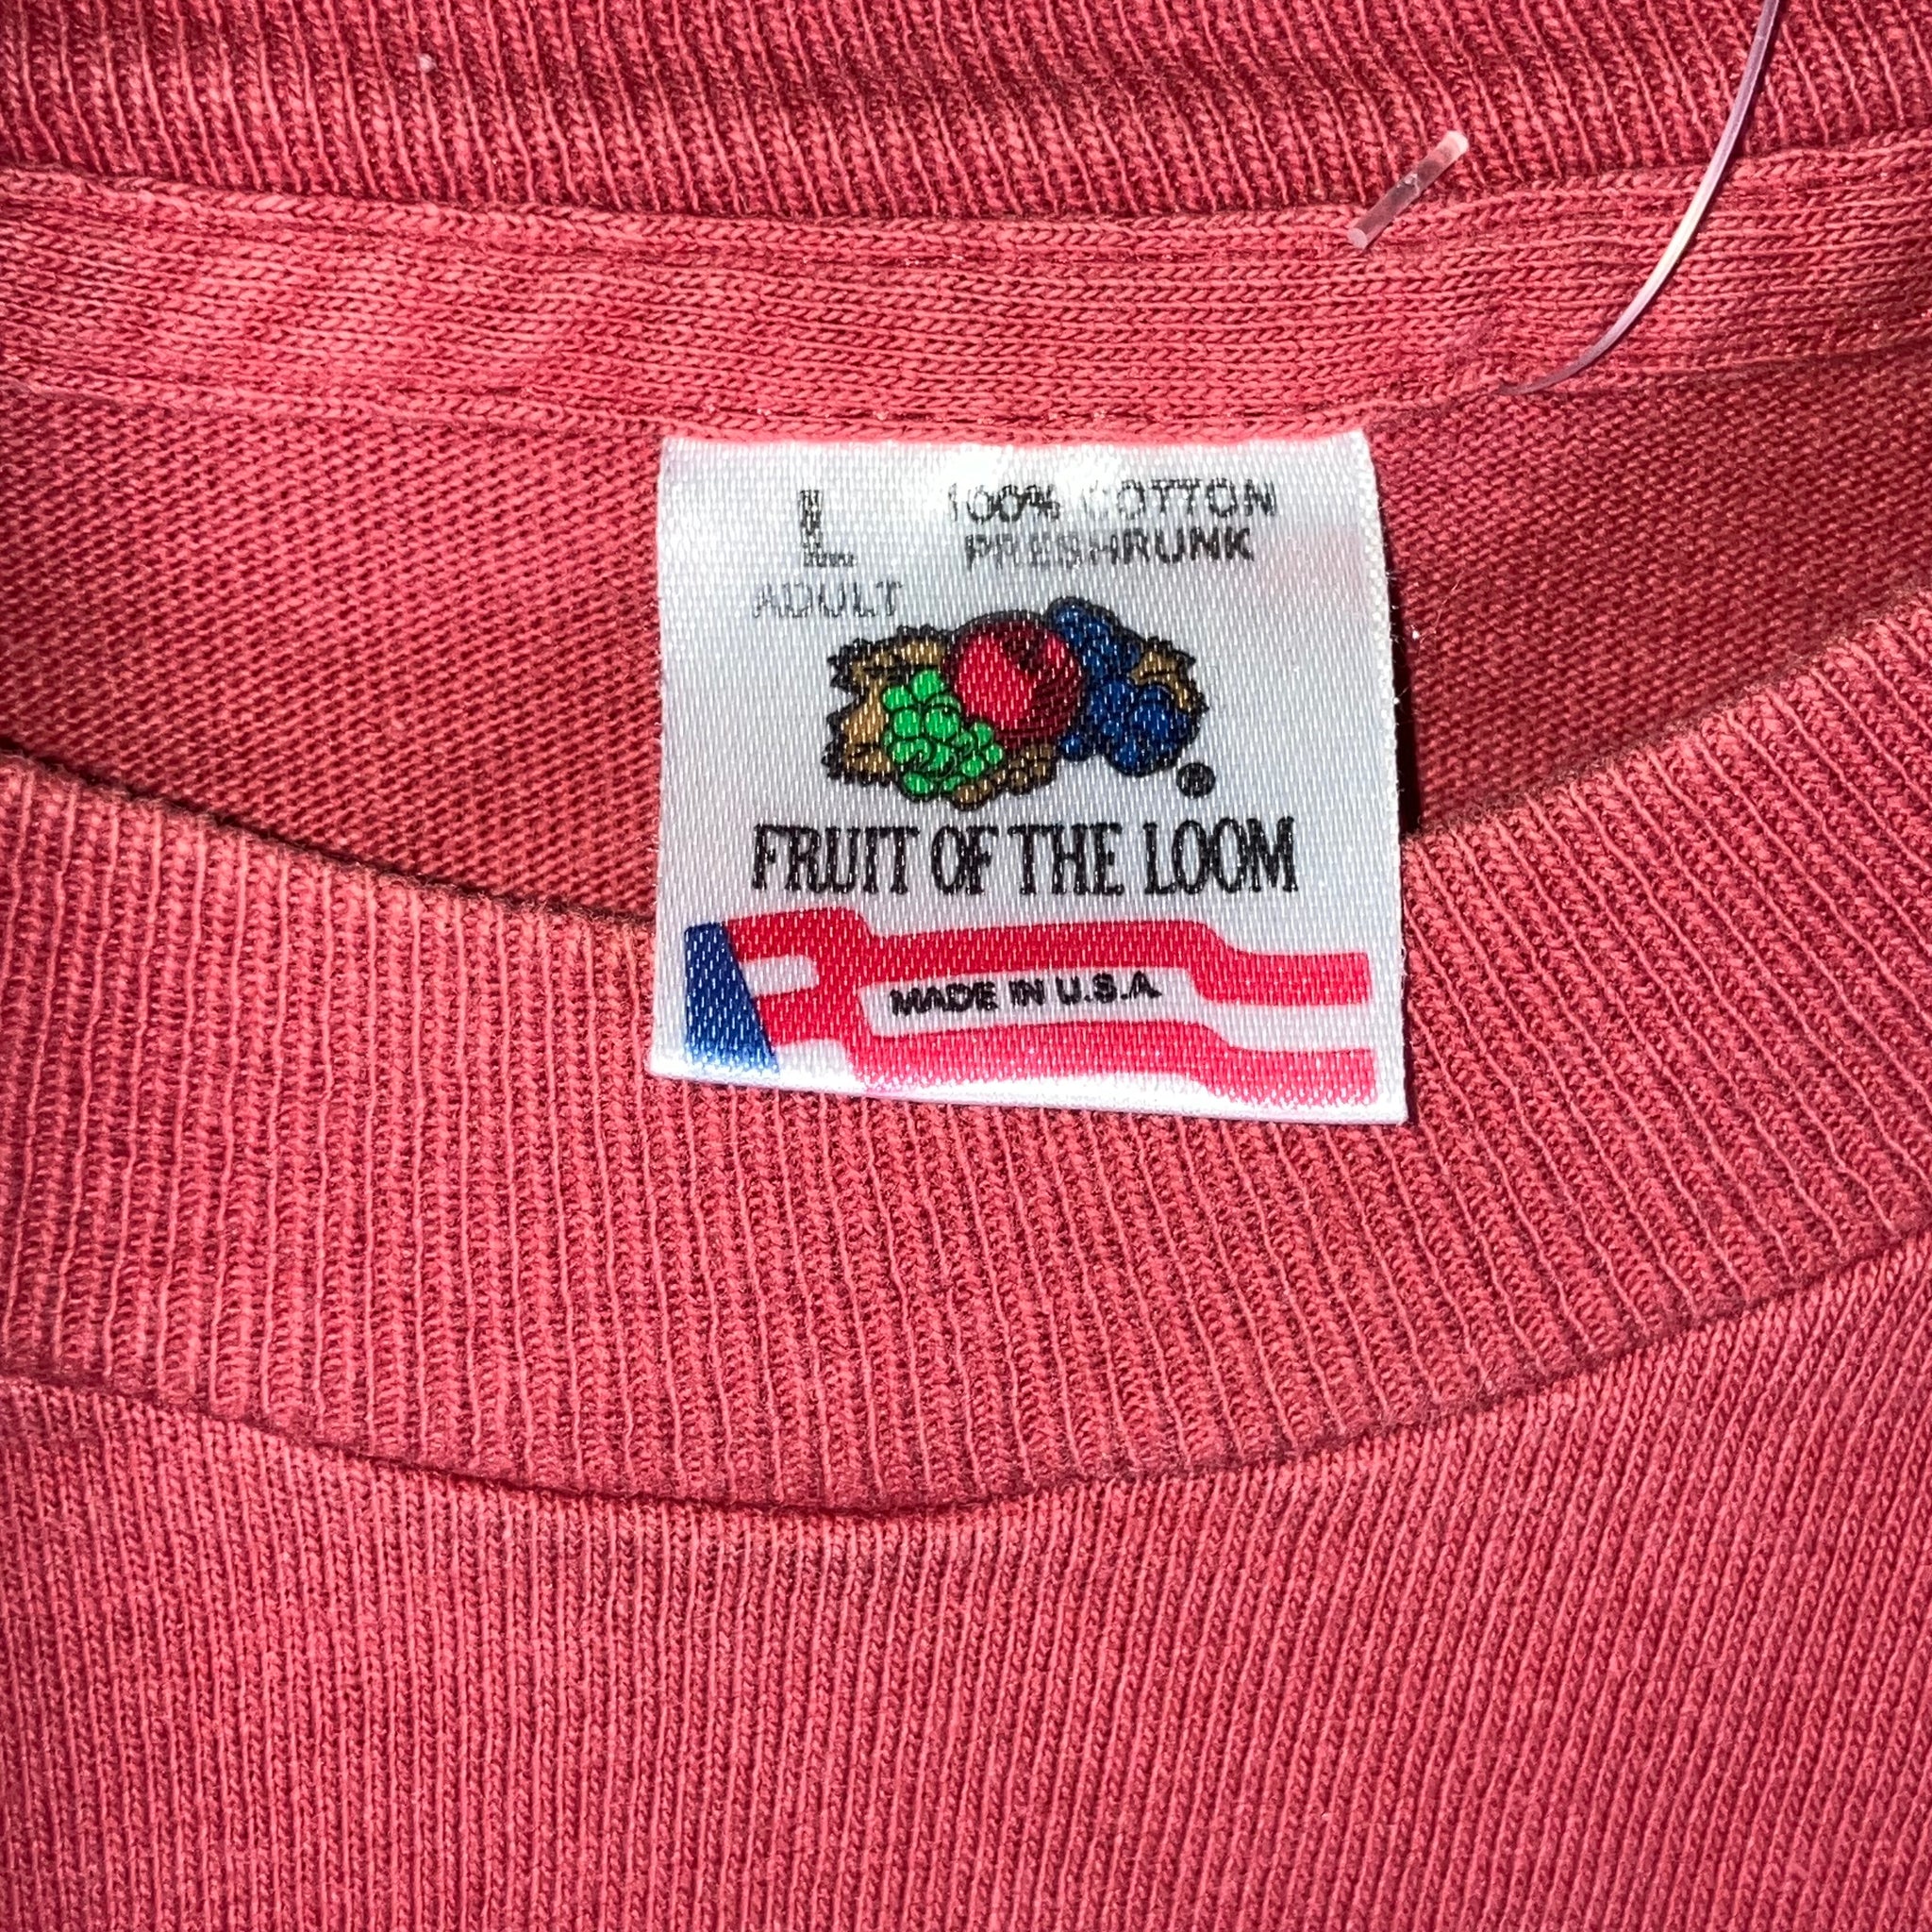 L
100% COTTON
PRESHRUNK
ADULT
®
FRUIT OF THE LOOM
MADE IN U.S.A.